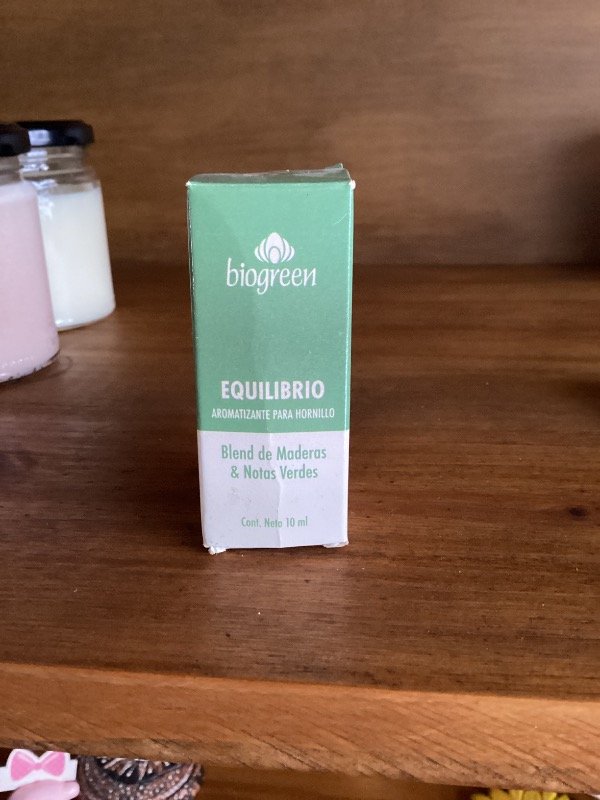 biogreen
EQUILIBRIO
AROMATIZANTE PARA HORNILLO
Blend de Maderas
& Notas Verdes
Cont. Neto 10 ml